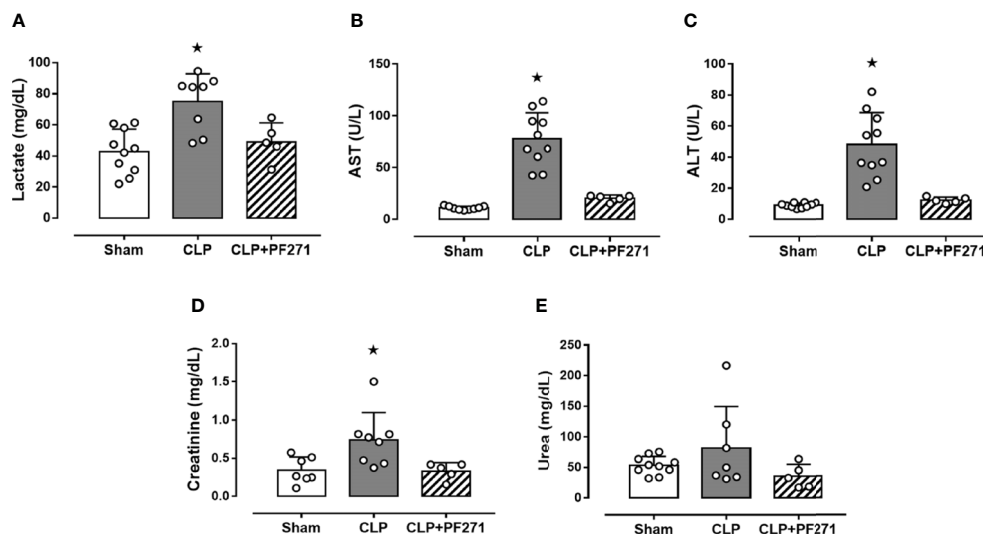 A
B
C
Lactate (mg/dL)
100
80
60
40
20
0
★
Sham CLP CLP+PF271
AST (U/L)
150
100
50
0
★
Sham CLP CLP+PF271
ALT (U/L)
100
80
60
40
20
0
★
Sham CLP CLP+PF271
D
E
Creatinine (mg/dL)
2.0
1.5
1.0
0.5
0.0
★
Sham CLP CLP+PF271
Urea (mg/dL)
250
200
150
100
50
0
Sham CLP CLP+PF271